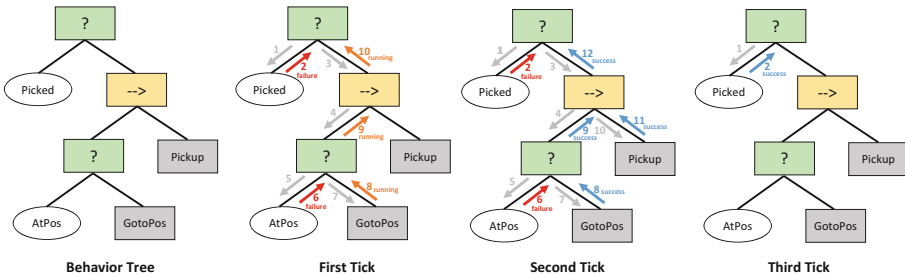 ?
Picked
-->
?
Pickup
AtPos
GotoPos
Behavior Tree
?
1
2
failure
3
10
running
Picked
-->
4
9
running
?
Pickup
5
6
failure
7
8
running
AtPos
GotoPos
First Tick
?
1
2
failure
3
12
success
Picked
-->
4
9
success
10
11
success
?
Pickup
5
6
failure
7
8
success
AtPos
GotoPos
Second Tick
?
1
2
success
Picked
-->
?
Pickup
AtPos
GotoPos
Third Tick